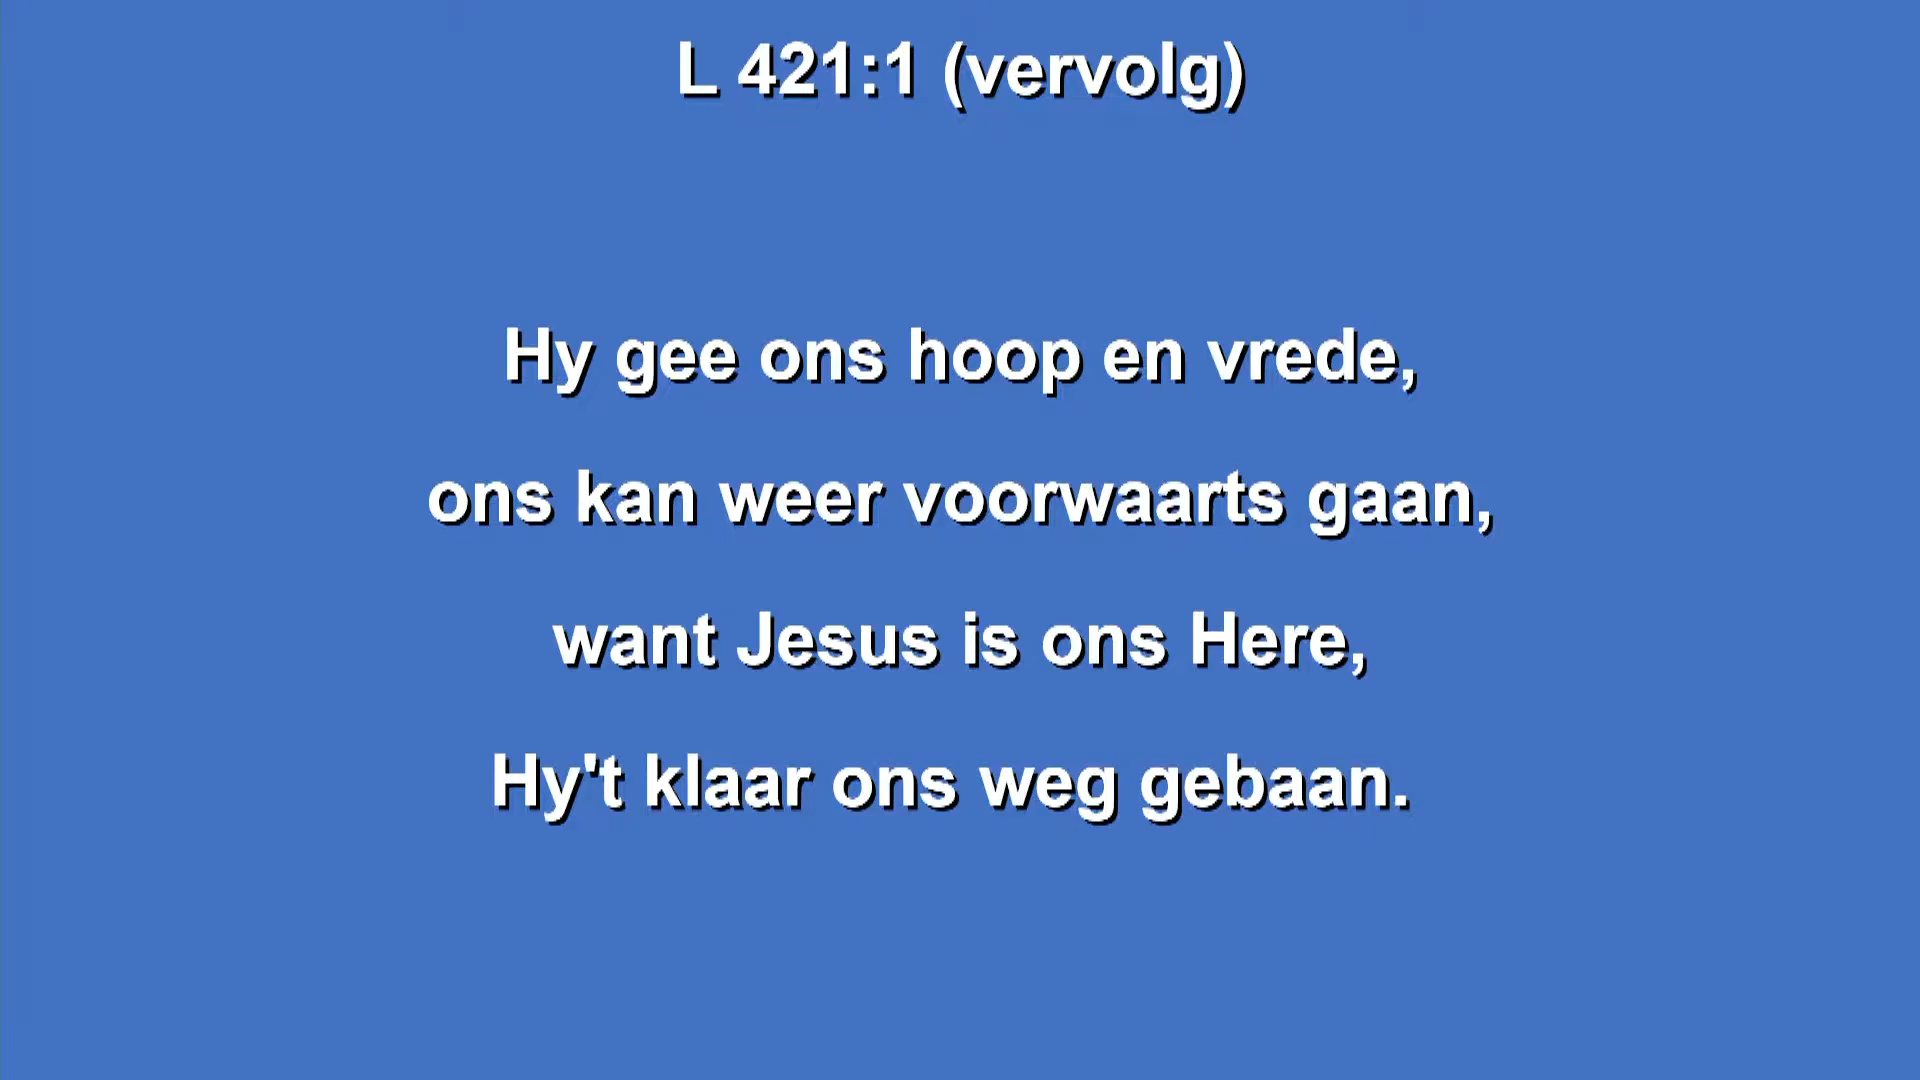 L 421:1 (vervolg)
Hy gee ons hoop en vrede,
ons kan weer voorwaarts gaan,
want Jesus is ons Here,
Hy't klaar ons weg gebaan.